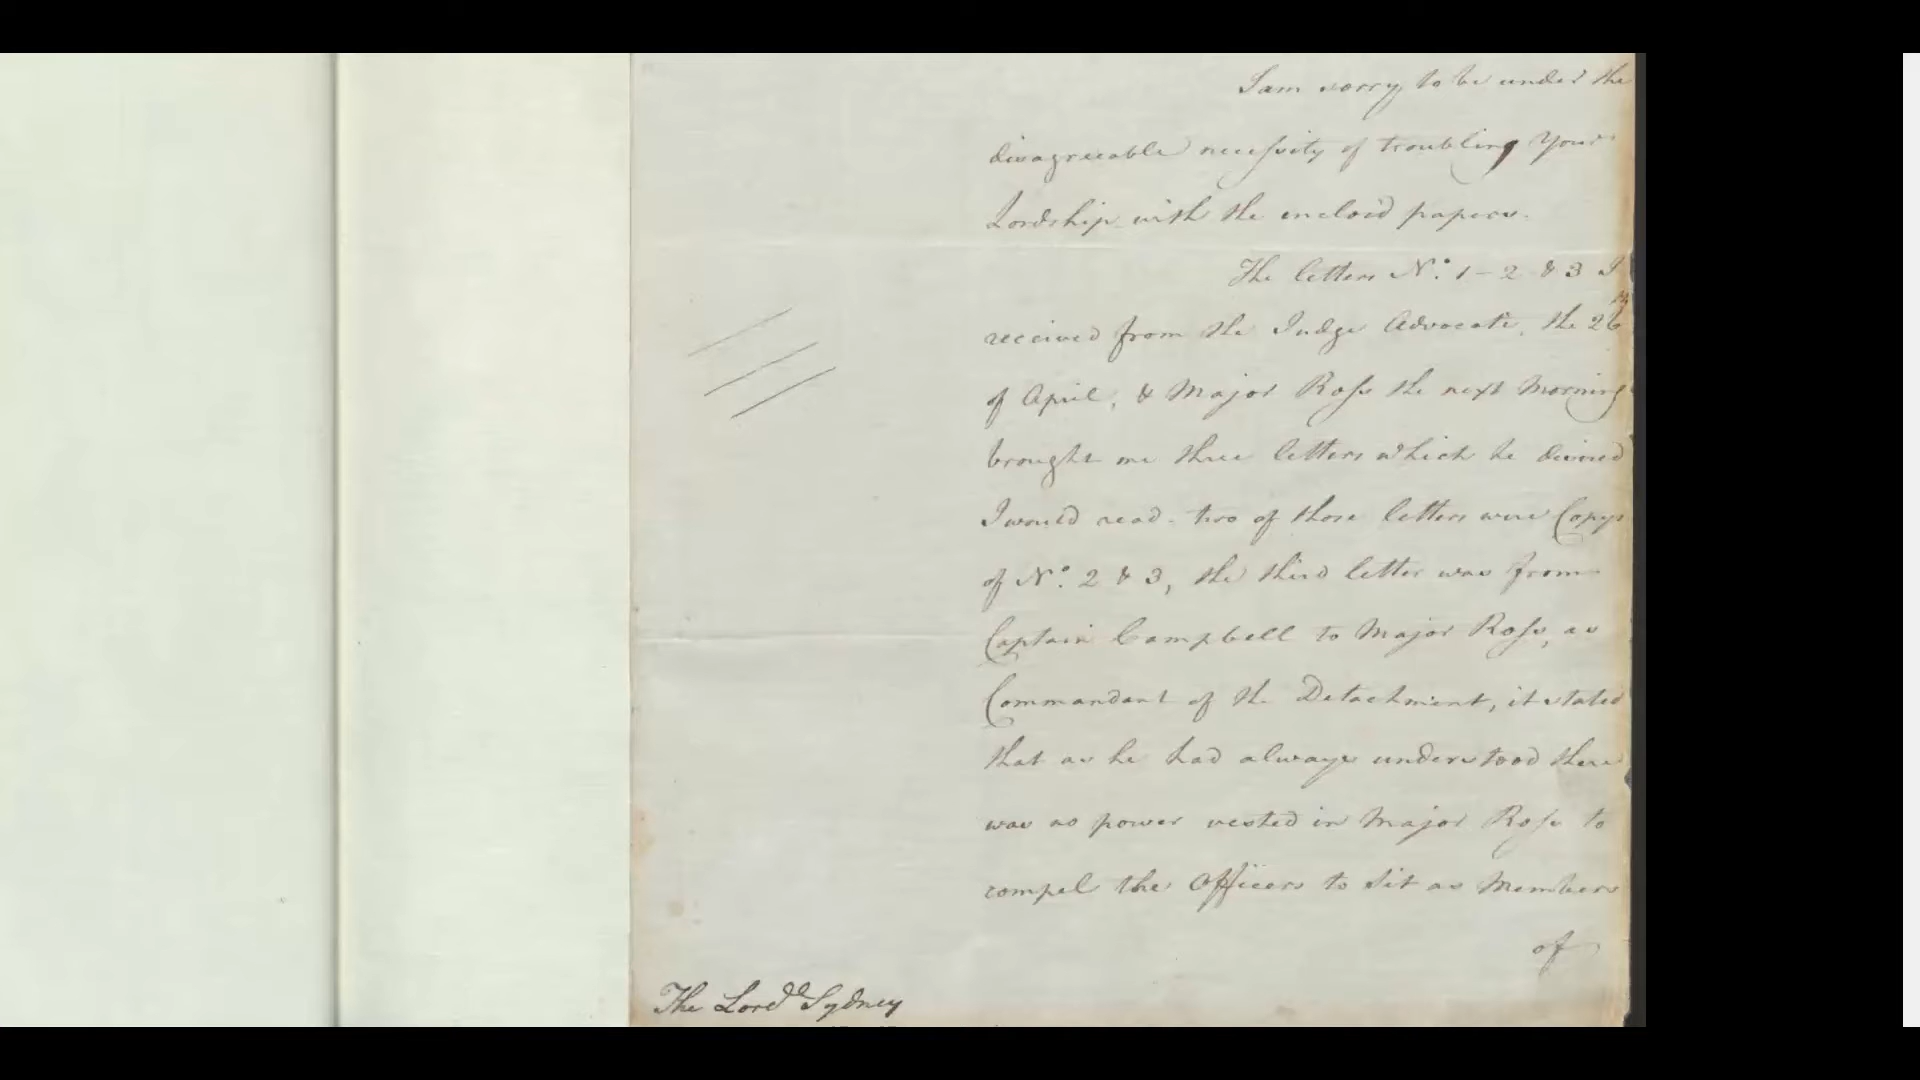 I am sorry to be under the
disagreeable necessity of troubling Your
Lordship with the enclos'd papers.
The letters No. 1-2 & 3 I
received from the Judge Advocate, the 26th
of April, & Major Ross the next Morning
brought me three letters which he desired
I would read - two of those letters were Copys
of No. 2 & 3, the third letter was from
Captain Campbell to Major Ross, as
Commandant of the Detachment, it stated
that as he had always understood there
was no power vested in Major Ross to
compel the Officers to Sit as Members
of
The Lord Sydney